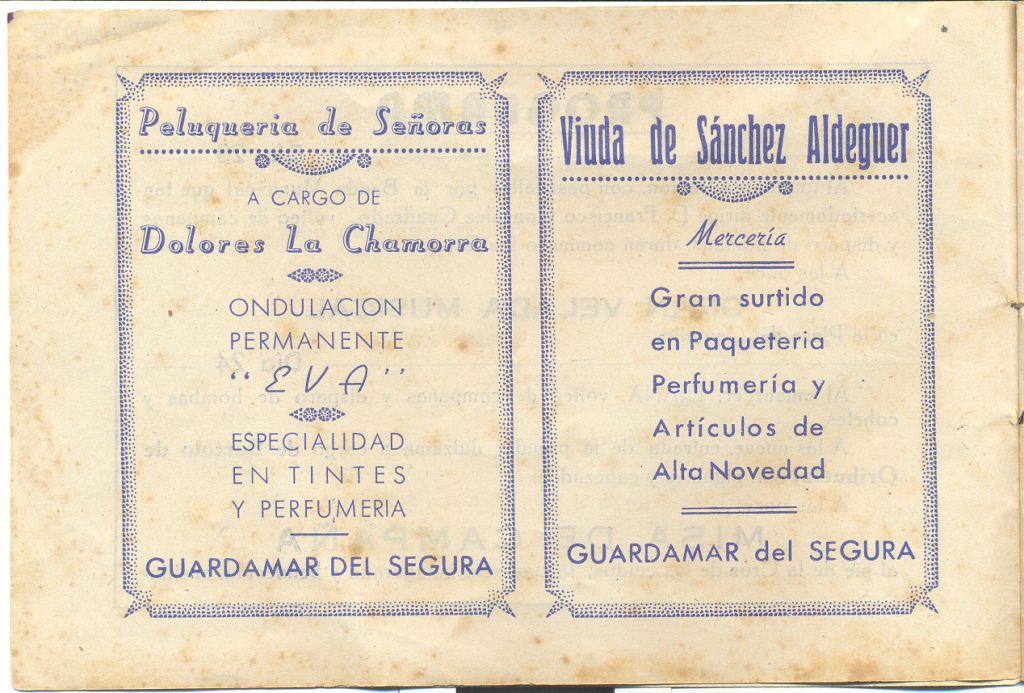 Peluqueria de Señoras
A CARGO DE
Dolores La Chamorra
ONDULACION
PERMANENTE
"EVA"
ESPECIALIDAD
EN TINTES
Y PERFUMERIA
GUARDAMAR DEL SEGURA
Viuda de Sánchez Aldeguer
Mercería
Gran surtido
en Paqueteria
Perfumería y
Artículos de
Alta Novedad
GUARDAMAR del SEGURA